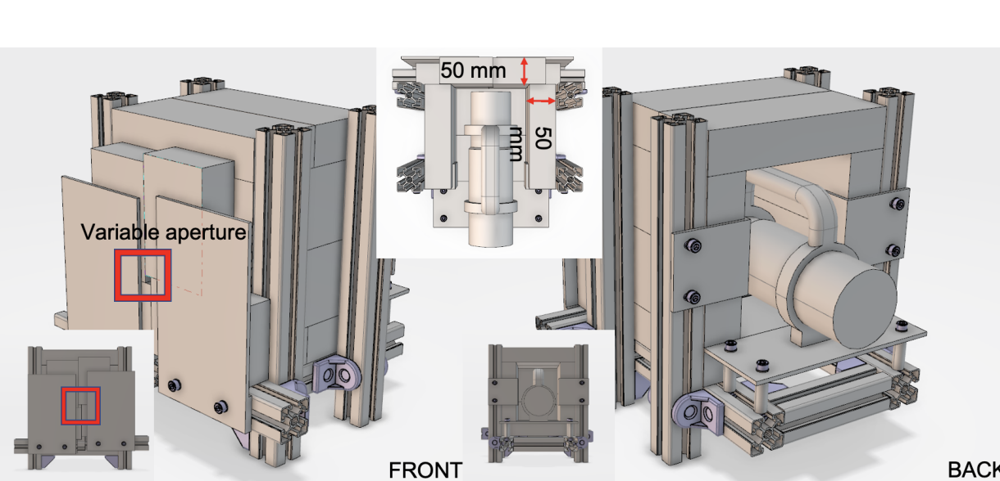 50 mm
50
mm
Variable aperture
FRONT
BACK